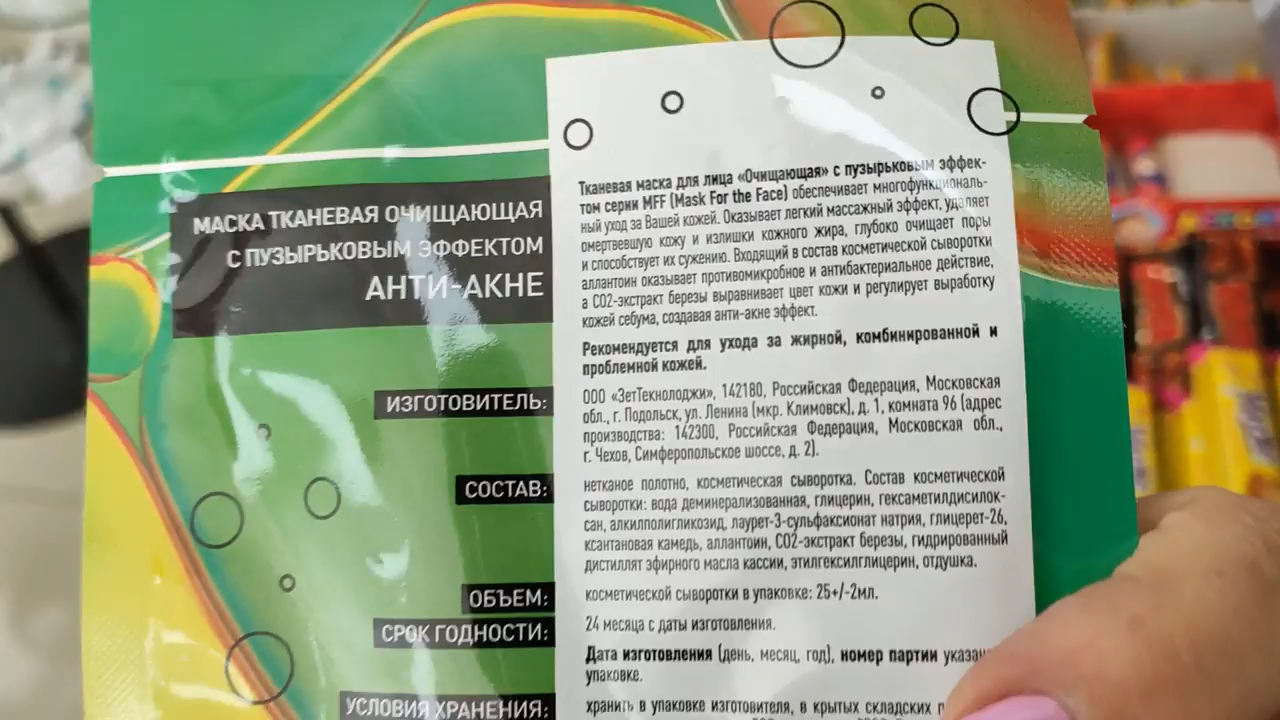 МАСКА ТКАНЕВАЯ ОЧИЩАЮЩАЯ
С ПУЗЫРЬКОВЫМ ЭФФЕКТОМ
АНТИ-АКНЕ
Тканевая маска для лица «Очищающая» с пузырьковым эффек-
том серии MFF (Mask For the Face) обеспечивает многофункциональ-
ный уход за Вашей кожей. Оказывает легкий массажный эффект, удаляет
омертвевшую кожу и излишки кожного жира, глубоко очищает поры
и способствует их сужению. Входящий в состав косметической сыворотки
аллантоин оказывает противомикробное и антибактериальное действие,
а СО2-экстракт березы выравнивает цвет кожи и регулирует выработку
кожей себума, создавая анти-акне эффект.
Рекомендуется для ухода за жирной, комбинированной и
проблемной кожей.
ИЗГОТОВИТЕЛЬ:
ООО «ЗетТекнолоджи», 142180, Российская Федерация, Московская
обл., г. Подольск, ул. Ленина (мкр. Климовск), д. 1, комната 96 (адрес
производства: 142300, Российская Федерация, Московская обл.,
г. Чехов, Симферопольское шоссе, д. 2).
СОСТАВ:
нетканое полотно, косметическая сыворотка. Состав косметической
сыворотки: вода деминерализованная, глицерин, гексаметилдисилок-
сан, алкилполигликозид, лаурет-3-сульфаксионат натрия, глицерет-26,
ксантановая камедь, аллантоин, СО2-экстракт березы, гидрированный
дистиллят эфирного масла кассии, этилгексилглицерин, отдушка.
ОБЪЕМ:
косметической сыворотки в упаковке: 25+/-2мл.
СРОК ГОДНОСТИ:
24 месяца с даты изготовления.
Дата изготовления (день, месяц, год), номер партии
упаковке.
УСЛОВИЯ ХРАНЕНИЯ:
хранить в упаковке изготовителя, в крытых складских